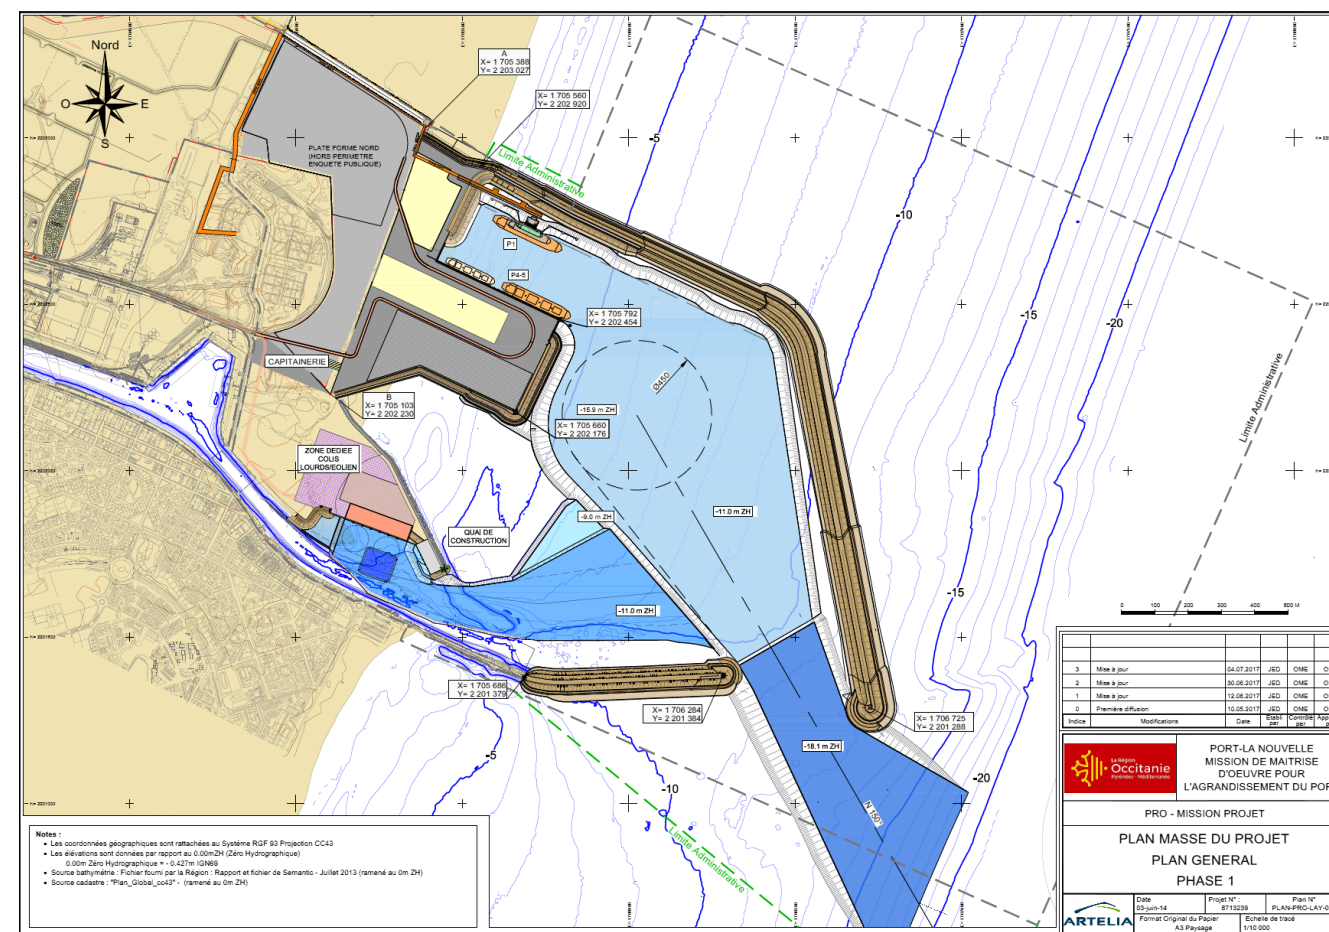 Nord
O
E
S
A
X= 1 705 388
Y= 2 203 027
X= 1 705 560
Y= 2 202 920
PLATE FORME NORD
(HORS PERIMETRE
ENQUETE PUBLIQUE)
Limite Administrative
-5
-10
-15
-20
P1
P4-5
X= 1 705 792
Y= 2 202 454
CAPITAINERIE
B
X= 1 705 103
Y= 2 202 230
Ø450
-15.9 m ZH
X= 1 705 660
Y= 2 202 176
Limite Administrative
ZONE DEDIEE
COLIS
LOURDS/EOLIEN
QUAI DE
CONSTRUCTION
-9.0 m ZH
-11.0 m ZH
-11.0 m ZH
-15
X= 1 705 686
Y= 2 201 379
X= 1 706 284
Y= 2 201 384
X= 1 706 725
Y= 2 201 288
-18.1 m ZH
-5
-10
-20
N 150°
Limite Administrative
0 100 200 300 400 500 M
3 Mise à jour 04.07.2017 JED OME
2 Mise à jour 30.06.2017 JED OME
1 Mise à jour 12.06.2017 JED OME
0 Première diffusion 10.05.2017 JED OME
Indice Modifications Date Etabli par Contrôlé par
La Région
Occitanie
Pyrénées - Méditerranée
PORT-LA NOUVELLE
MISSION DE MAITRISE
D'OEUVRE POUR
L'AGRANDISSEMENT DU POR
PRO - MISSION PROJET
PLAN MASSE DU PROJET
PLAN GENERAL
PHASE 1
ARTELIA
Date
03-juin-14
Projet N° :
8713239
Plan N°
PLAN-PRO-LAY-0
Format Original du Papier
A3 Paysage
Echelle de tracé
1/10 000
Notes :
• Les coordonnées géographiques sont rattachées au Système RGF 93 Projection CC43
• Les élévations sont données par rapport au 0.00mZH (Zéro Hydrographique)
0.00m Zéro Hydrographique = - 0.427m IGN69
• Source bathymétrie : Fichier fourni par la Région : Rapport et fichier de Semantic - Juillet 2013 (ramené au 0m ZH)
• Source cadastre : "Plan_Global_cc43" - (ramené au 0m ZH)